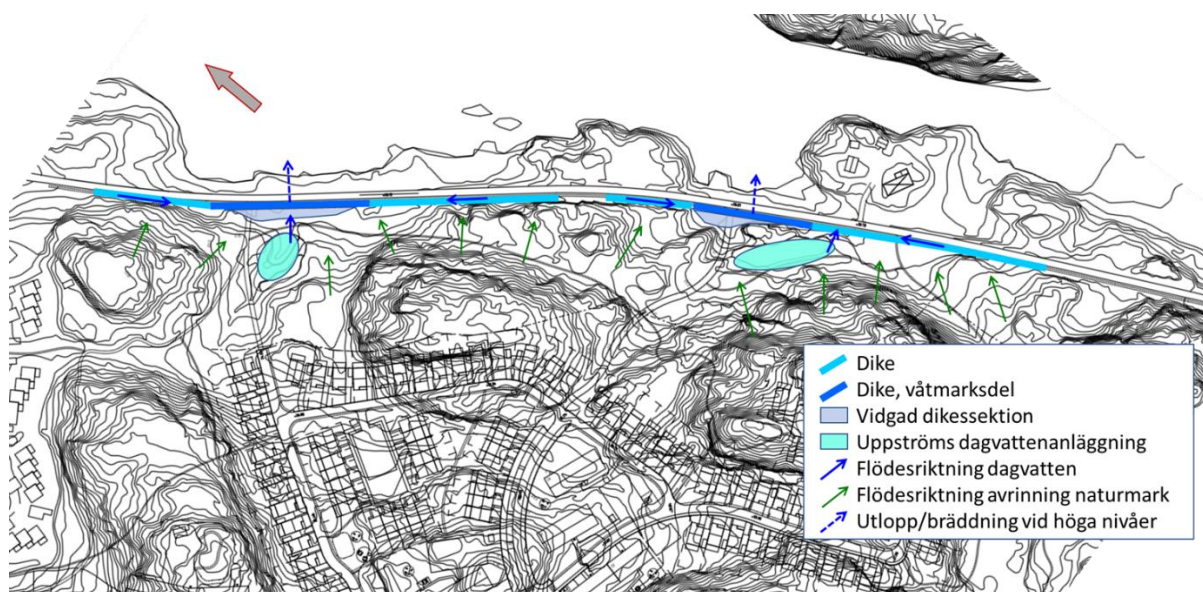 Dike
Dike, våtmarksdel
Vidgad dikessektion
Uppströms dagvattenanläggning
Flödesriktning dagvatten
Flödesriktning avrinning naturmark
Utlopp/bräddning vid höga nivåer